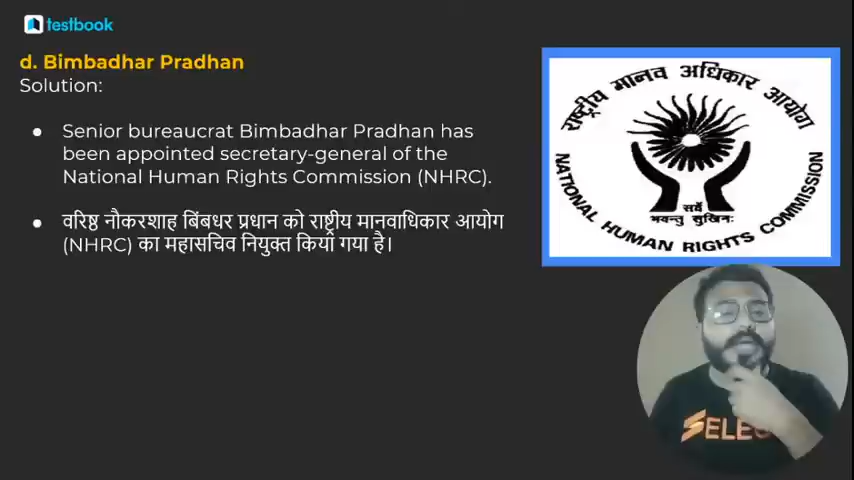 testbook
d. Bimbadhar Pradhan
Solution:
● Senior bureaucrat Bimbadhar Pradhan has
been appointed secretary-general of the
National Human Rights Commission (NHRC).
● वरिष्ठ नौकरशाह बिंबधर प्रधान को राष्ट्रीय मानवाधिकार आयोग
(NHRC) का महासचिव नियुक्त किया गया है।
राष्ट्रीय मानव अधिकार आयोग
सर्वे
भवन्तु सुखिनः
NATIONAL HUMAN RIGHTS COMMISSION
SELEC